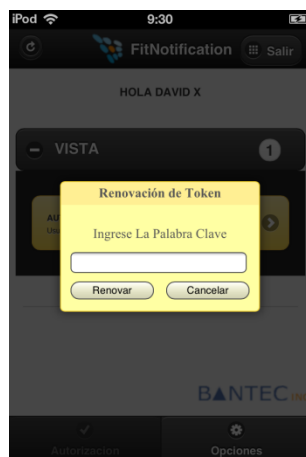 iPod 9:30
FitNotification Salir
HOLA DAVID X
VISTA 1
Renovación de Token
Ingrese La Palabra Clave
Renovar Cancelar
BANTEC
Autorizacion Opciones